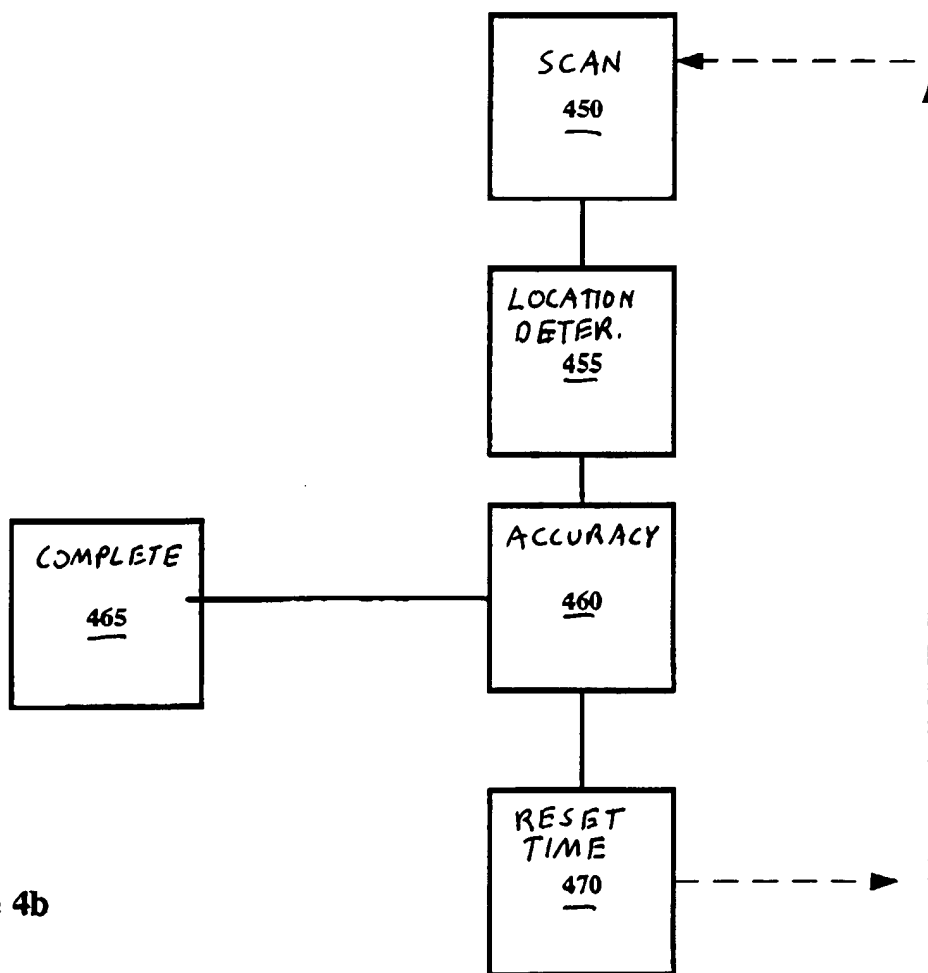 SCAN
450
LOCATION
DETER.
455
ACCURACY
460
COMPLETE
465
RESET
TIME
470
4b